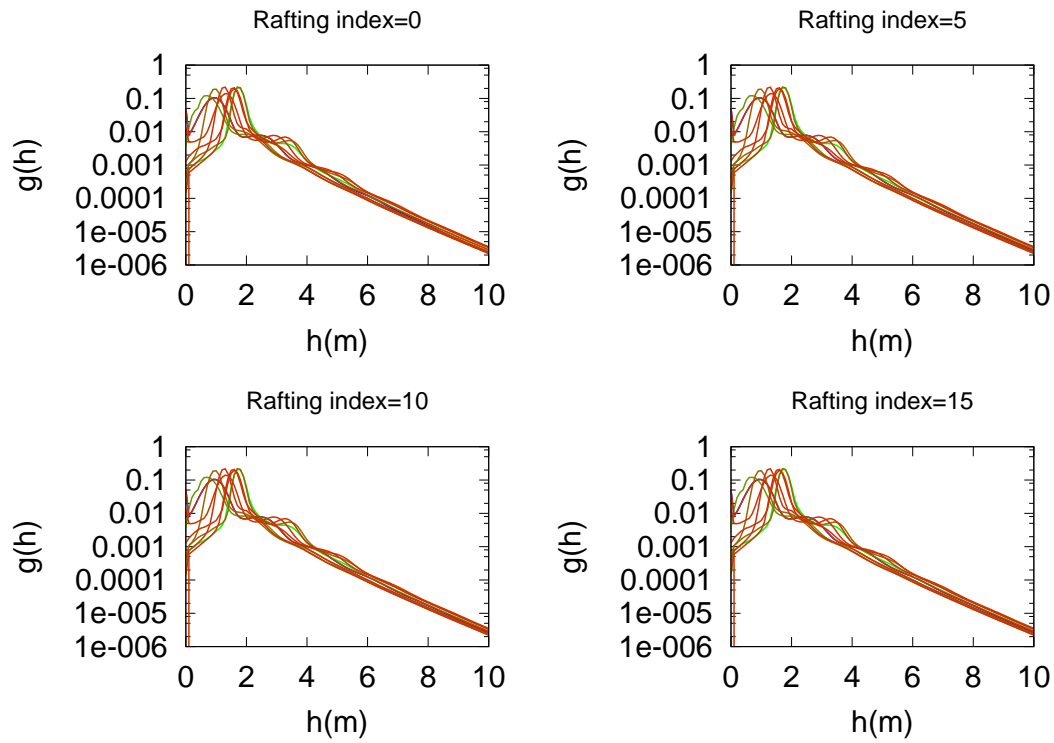 Rafting index=0
1
0.1
0.01
0.001
0.0001
1e-005
1e-006
g(h)
0 2 4 6 8 10
h(m)
Rafting index=5
1
0.1
0.01
0.001
0.0001
1e-005
1e-006
g(h)
0 2 4 6 8 10
h(m)
Rafting index=10
1
0.1
0.01
0.001
0.0001
1e-005
1e-006
g(h)
0 2 4 6 8 10
h(m)
Rafting index=15
1
0.1
0.01
0.001
0.0001
1e-005
1e-006
g(h)
0 2 4 6 8 10
h(m)